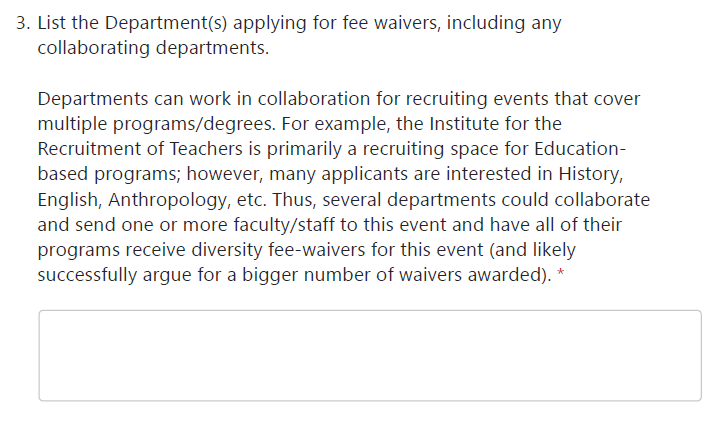 3. List the Department(s) applying for fee waivers, including any
collaborating departments.
Departments can work in collaboration for recruiting events that cover
multiple programs/degrees. For example, the Institute for the
Recruitment of Teachers is primarily a recruiting space for Education-
based programs; however, many applicants are interested in History,
English, Anthropology, etc. Thus, several departments could collaborate
and send one or more faculty/staff to this event and have all of their
programs receive diversity fee-waivers for this event (and likely
successfully argue for a bigger number of waivers awarded). *